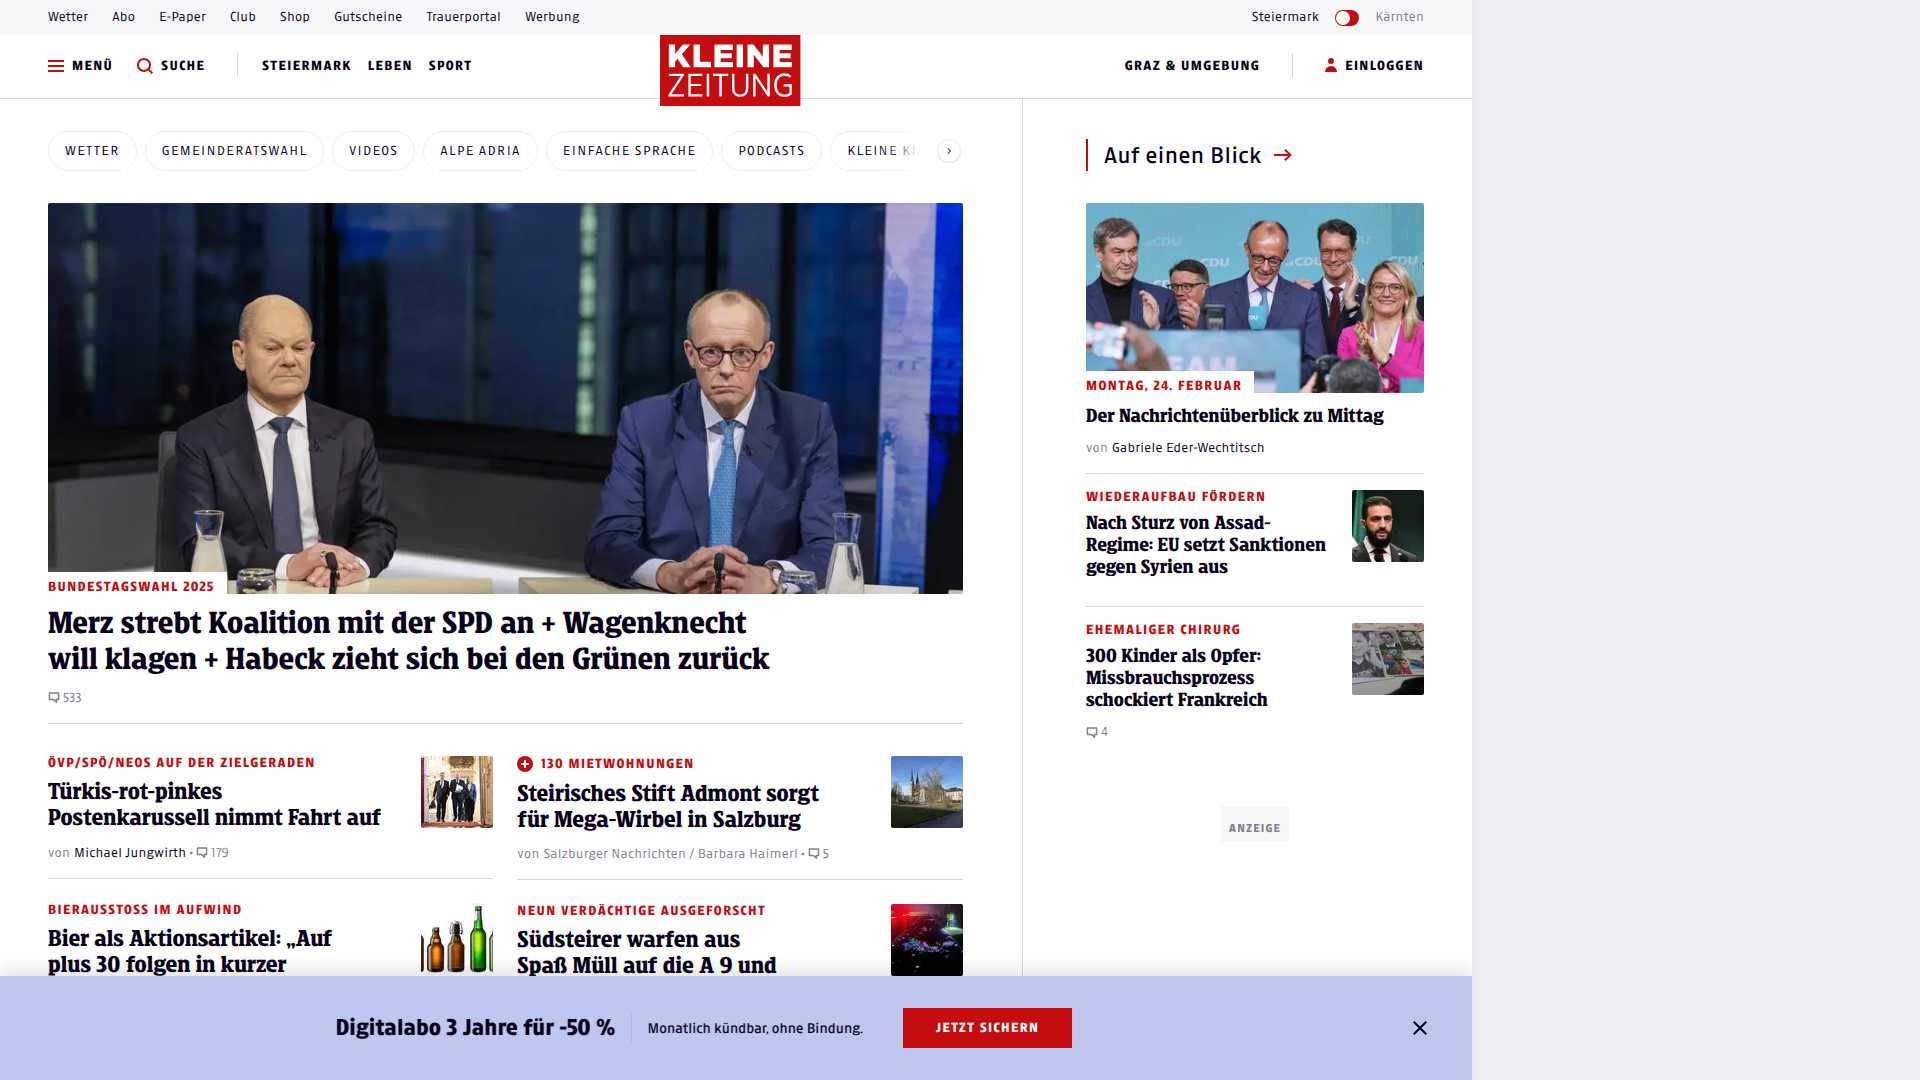 Wetter Abo E-Paper Club Shop Gutscheine Trauerportal Werbung Steiermark Kärnten
MENÜ SUCHE STEIERMARK LEBEN SPORT KLEINE ZEITUNG GRAZ & UMGEBUNG EINLOGGEN
WETTER GEMEINDERATSWAHL VIDEOS ALPE ADRIA EINFACHE SPRACHE PODCASTS KLEINE
BUNDESTAGSWAHL 2025
Merz strebt Koalition mit der SPD an + Wagenknecht
will klagen + Habeck zieht sich bei den Grünen zurück
533
ÖVP/SPÖ/NEOS AUF DER ZIELGERADEN
Türkis-rot-pinkes
Postenkarussell nimmt Fahrt auf
von Michael Jungwirth • 179
130 MIETWOHNUNGEN
Steirisches Stift Admont sorgt
für Mega-Wirbel in Salzburg
von Salzburger Nachrichten / Barbara Haimerl • 5
BIERAUSSTOSS IM AUFWIND
Bier als Aktionsartikel: „Auf
plus 30 folgen in kurzer
NEUN VERDÄCHTIGE AUSGEFORSCHT
Südsteirer warfen aus
Spaß Müll auf die A 9 und
Auf einen Blick
CDU
CDU
CDU
CDU
TEAM
MONTAG, 24. FEBRUAR
Der Nachrichtenüberblick zu Mittag
von Gabriele Eder-Wechtitsch
WIEDERAUFBAU FÖRDERN
Nach Sturz von Assad-
Regime: EU setzt Sanktionen
gegen Syrien aus
EHEMALIGER CHIRURG
300 Kinder als Opfer:
Missbrauchsprozess
schockiert Frankreich
4
ANZEIGE
Digitalabo 3 Jahre für -50 % Monatlich kündbar, ohne Bindung. JETZT SICHERN